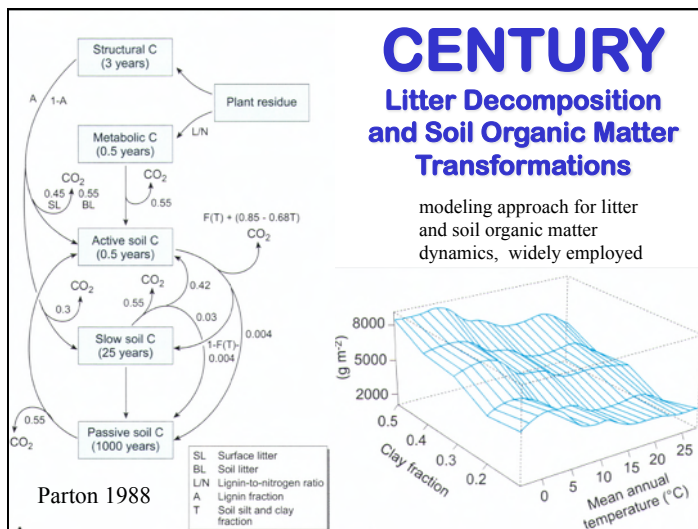 CENTURY
Litter Decomposition
and Soil Organic Matter
Transformations
modeling approach for litter
and soil organic matter
dynamics, widely employed
Structural C
(3 years)
A
1-A
Plant residue
L/N
Metabolic C
(0.5 years)
CO2
0.45
SL
0.55
BL
CO2
0.55
F(T) + (0.85 - 0.68T)
CO2
Active soil C
(0.5 years)
CO2
0.3
CO2
0.55
0.42
0.03
0.004
Slow soil C
(25 years)
1-F(T)-
0.004
0.55
CO2
Passive soil C
(1000 years)
SL Surface litter
BL Soil litter
L/N Lignin-to-nitrogen ratio
A Lignin fraction
T Soil silt and clay
fraction
Parton 1988
(g m-2)
8000
5000
2000
0.5
0.4
0.3
0.2
Clay fraction
0
5
10
15
20
25
Mean annual
temperature (°C)